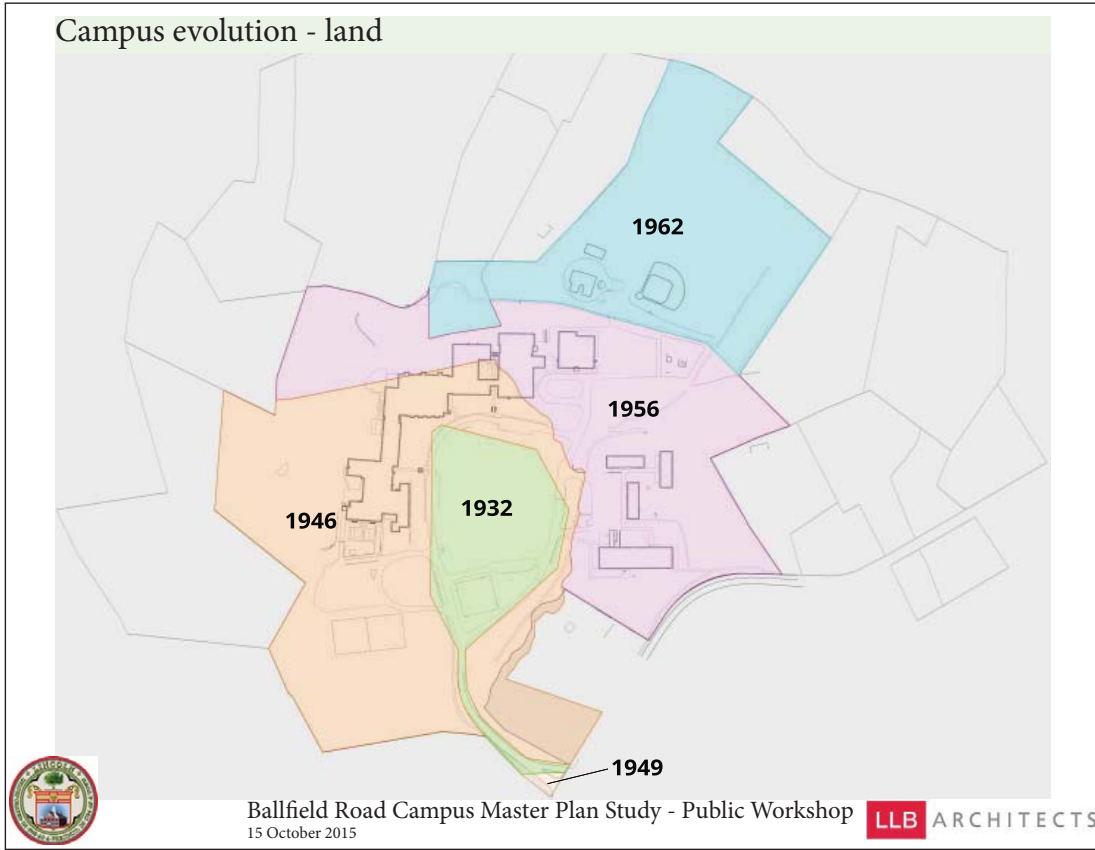 Campus evolution - land
1962
1956
1932
1946
1949
LINCOLN
Ballfield Road Campus Master Plan Study - Public Workshop
15 October 2015
LLB ARCHITECTS